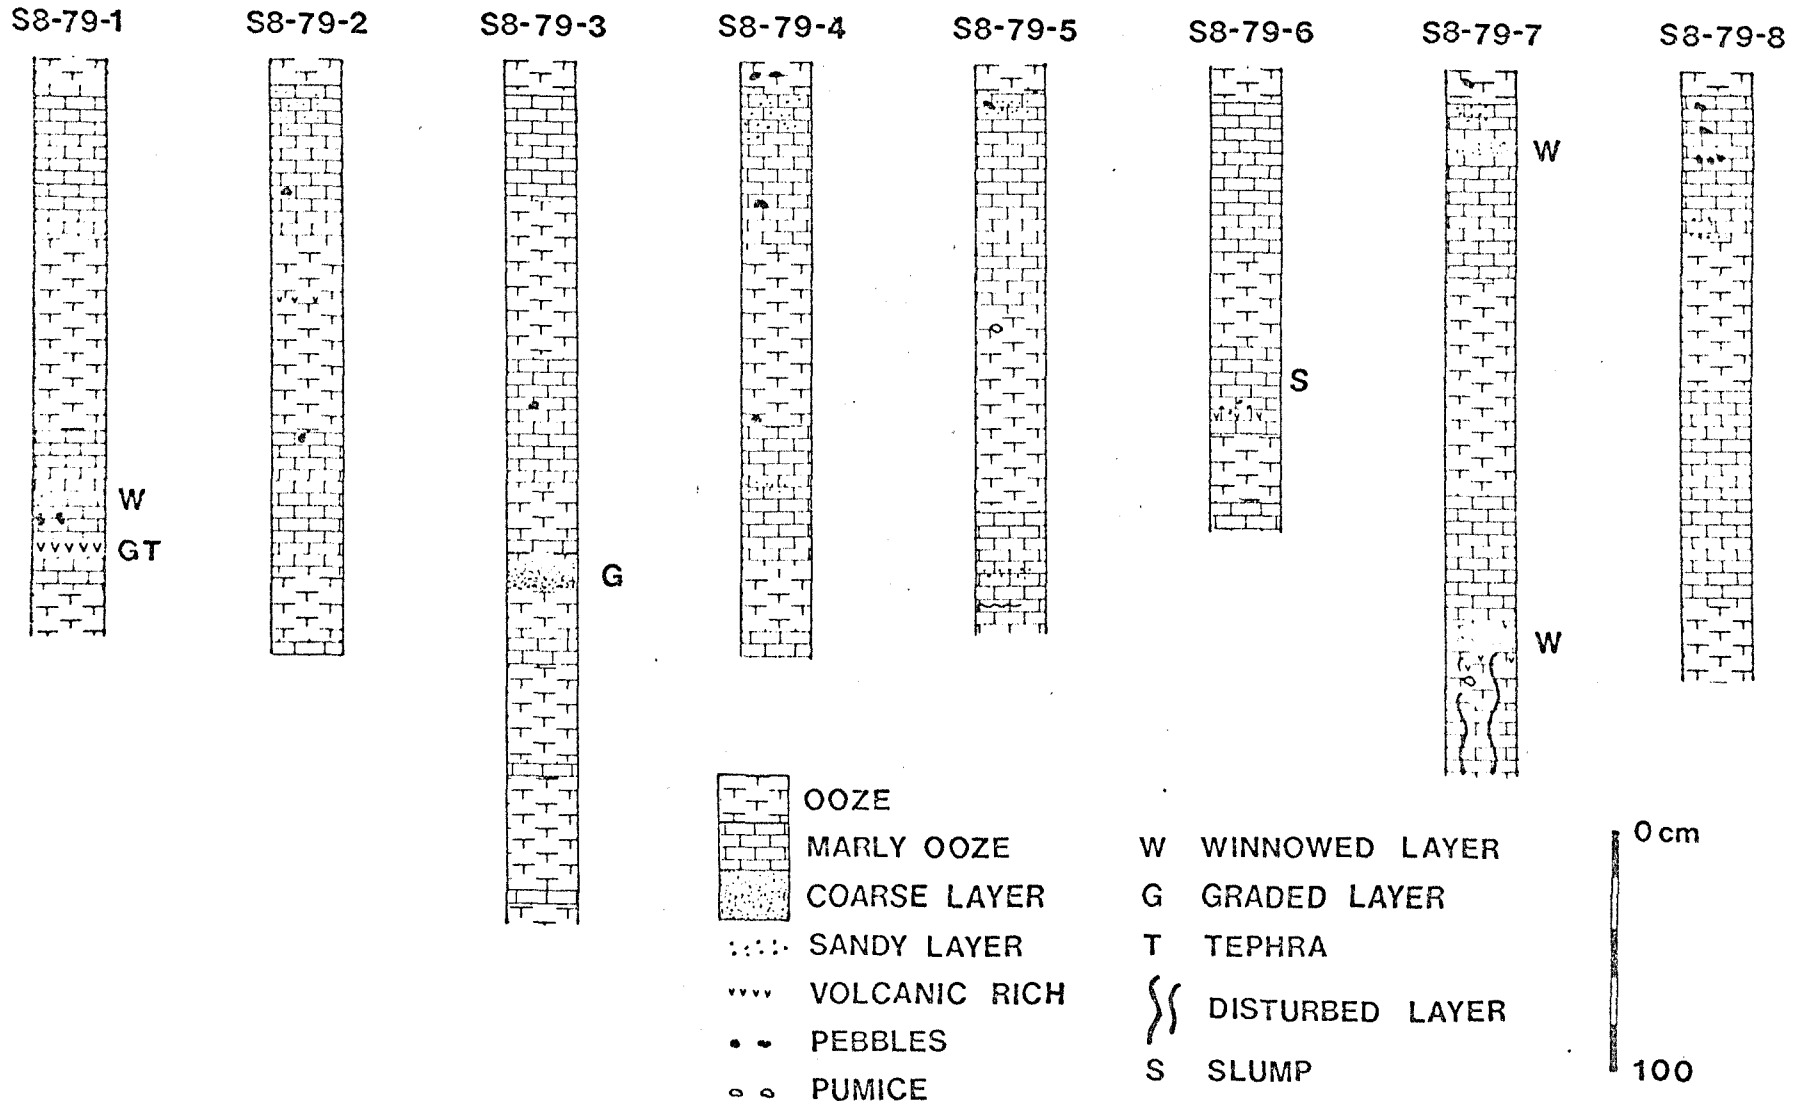 S8-79-1 S8-79-2 S8-79-3 S8-79-4 S8-79-5 S8-79-6 S8-79-7 S8-79-8
W
S
W
GT
G
W
OOZE
MARLY OOZE
COARSE LAYER
SANDY LAYER
VOLCANIC RICH
PEBBLES
PUMICE
W WINNOWED LAYER
G GRADED LAYER
T TEPHRA
DISTURBED LAYER
S SLUMP
0 cm
100